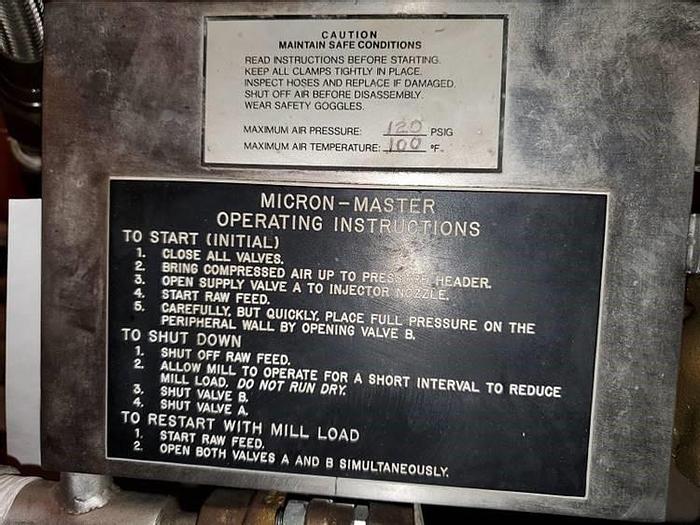 CAUTION
MAINTAIN SAFE CONDITIONS
READ INSTRUCTIONS BEFORE STARTING.
KEEP ALL CLAMPS TIGHTLY IN PLACE.
INSPECT HOSES AND REPLACE IF DAMAGED.
SHUT OFF AIR BEFORE DISASSEMBLY.
WEAR SAFETY GOGGLES.
MAXIMUM AIR PRESSURE: 120 PSIG
MAXIMUM AIR TEMPERATURE: 100 °F.
MICRON-MASTER
OPERATING INSTRUCTIONS
TO START (INITIAL)
1. CLOSE ALL VALVES.
2. BRING COMPRESSED AIR UP TO PRESSURE HEADER.
3. OPEN SUPPLY VALVE A TO INJECTOR NOZZLE.
4. START RAW FEED.
5. CAREFULLY, BUT QUICKLY, PLACE FULL PRESSURE ON THE
PERIPHERAL WALL BY OPENING VALVE B.
TO SHUT DOWN
1. SHUT OFF RAW FEED.
2. ALLOW MILL TO OPERATE FOR A SHORT INTERVAL TO REDUCE
MILL LOAD. DO NOT RUN DRY.
3. SHUT VALVE B.
4. SHUT VALVE A.
TO RESTART WITH MILL LOAD
1. START RAW FEED.
2. OPEN BOTH VALVES A AND B SIMULTANEOUSLY.